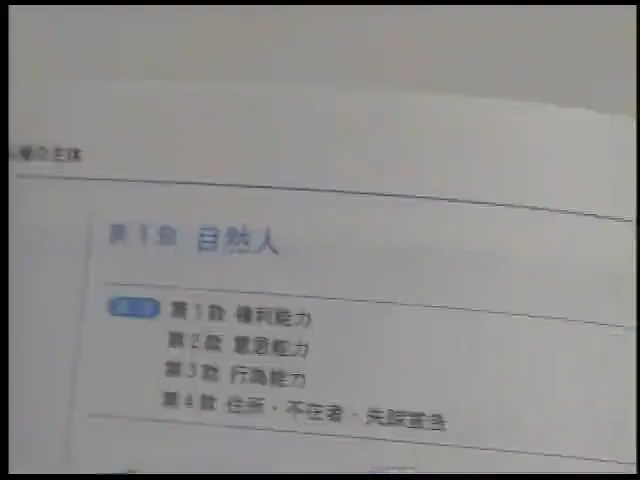 自然人
第1款 権利能力
第2款 意思能力
第3款 行為能力
第4款 住所・不在者・失踪宣告